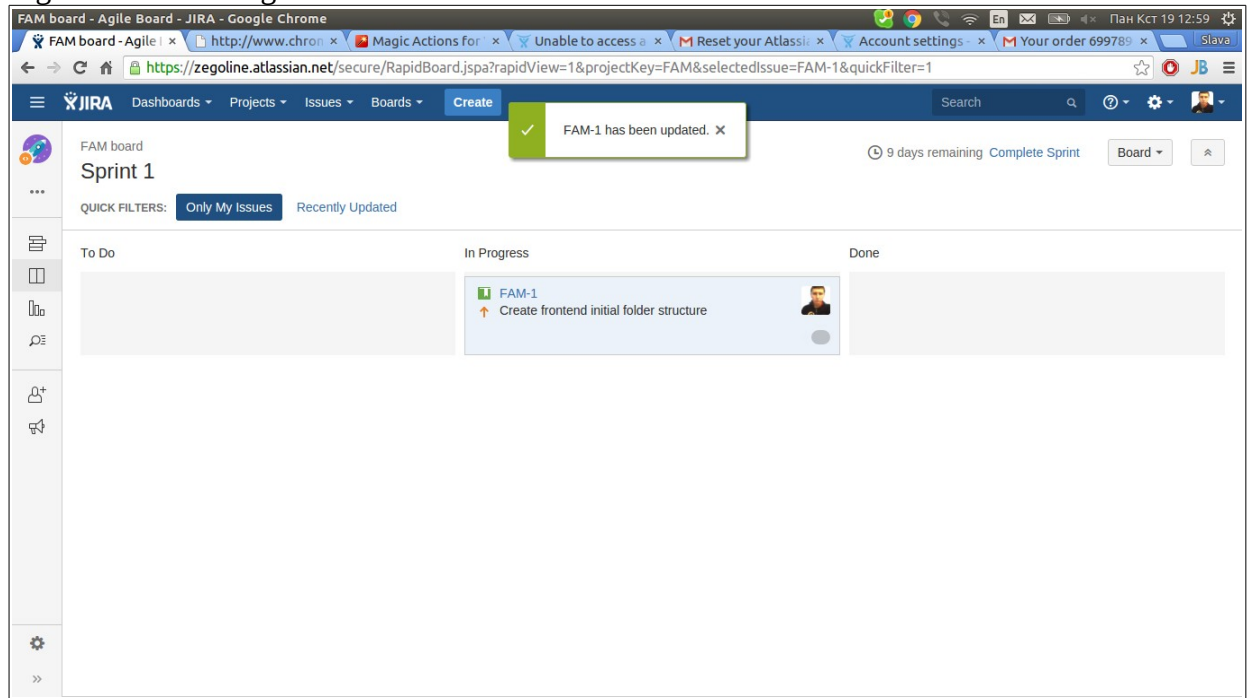 FAM board - Agile Board - JIRA - Google Chrome
En
Пан Кст 19 12:59
FAM board - Agile
http://www.chron
Magic Actions for
Unable to access a
Reset your Atlassia
Account settings -
Your order 699789
Slava
https://zegoline.atlassian.net/secure/RapidBoard.jspa?rapidView=1&projectKey=FAM&selectedIssue=FAM-1&quickFilter=1
JB
JIRA Dashboards Projects Issues Boards Create Search
FAM-1 has been updated.
FAM board
Sprint 1
9 days remaining Complete Sprint Board
QUICK FILTERS: Only My Issues Recently Updated
To Do In Progress Done
FAM-1
Create frontend initial folder structure